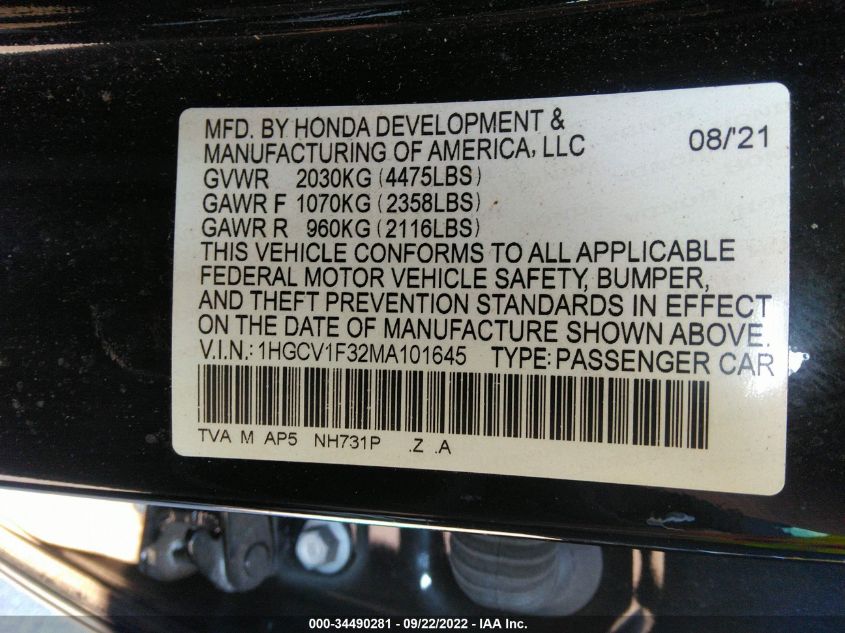 MFD. BY HONDA DEVELOPMENT &
MANUFACTURING OF AMERICA, LLC 08/'21
GVWR 2030KG (4475LBS)
GAWR F 1070KG (2358LBS)
GAWR R 960KG (2116LBS)
THIS VEHICLE CONFORMS TO ALL APPLICABLE
FEDERAL MOTOR VEHICLE SAFETY, BUMPER,
AND THEFT PREVENTION STANDARDS IN EFFECT
ON THE DATE OF MANUFACTURE SHOWN ABOVE.
V.I.N.: 1HGCV1F32MA101645 TYPE: PASSENGER CAR
TVA M AP5 NH731P .Z .A
000-34490281 - 09/22/2022 - IAA Inc.